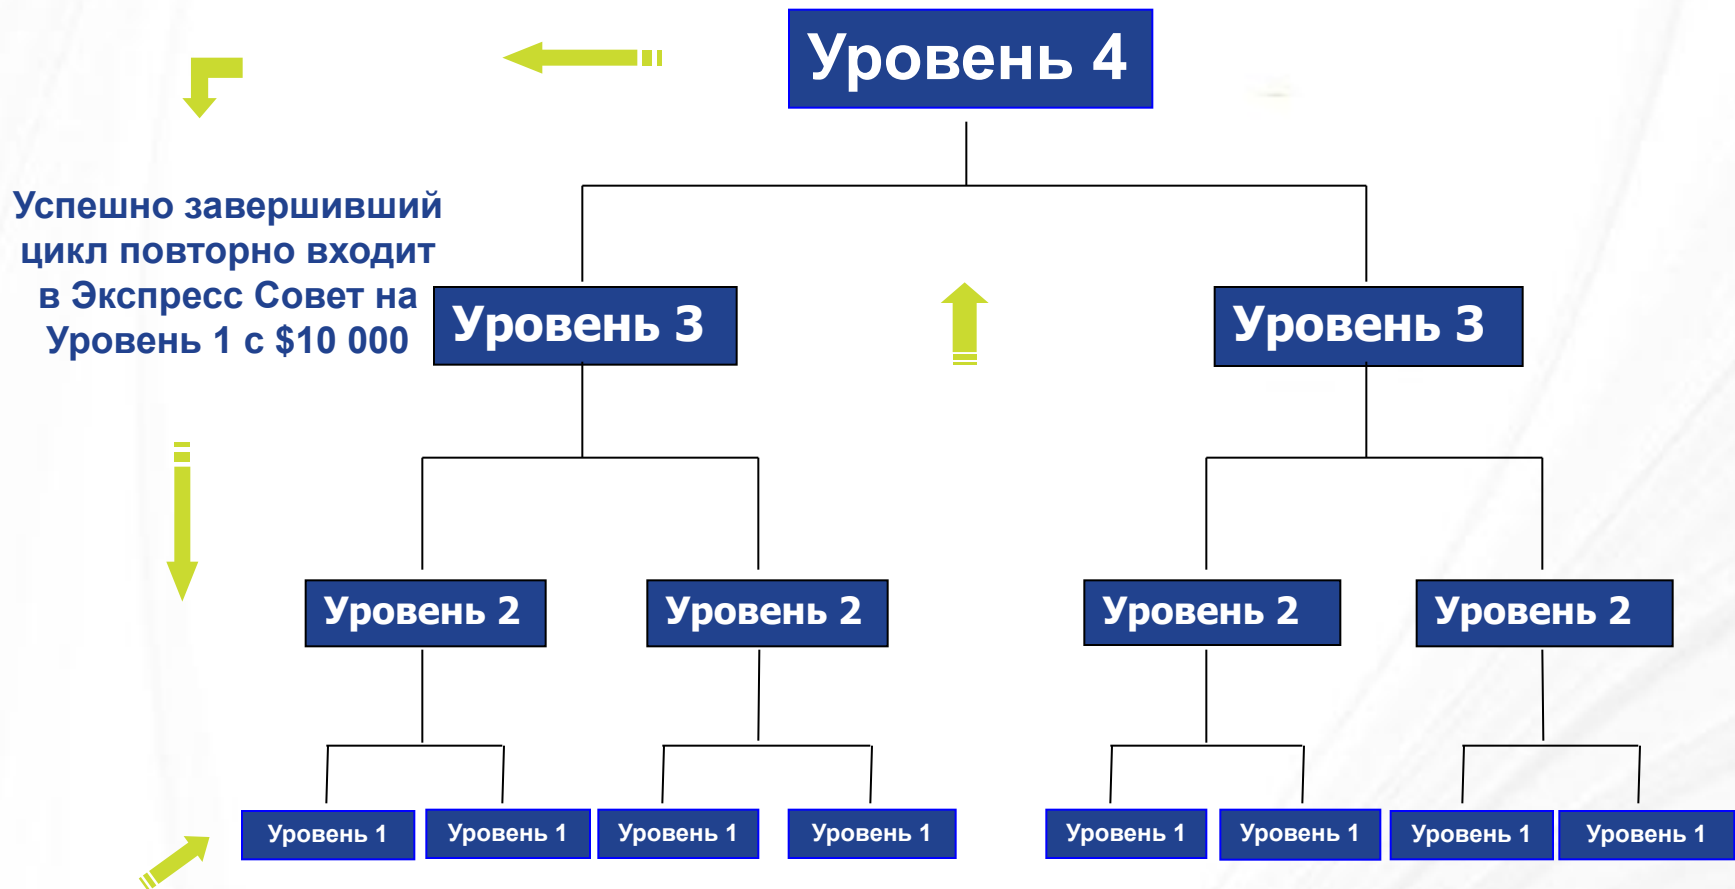 Уровень 4
Успешно завершивший
цикл повторно входит
в Экспресс Совет на
Уровень 1 с $10 000
Уровень 3
Уровень 3
Уровень 2
Уровень 2
Уровень 2
Уровень 2
Уровень 1
Уровень 1
Уровень 1
Уровень 1
Уровень 1
Уровень 1
Уровень 1
Уровень 1